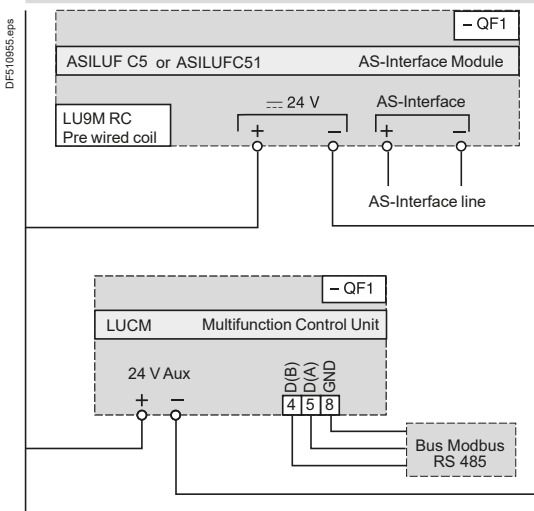 DF510955.eps
– QF1
ASILUF C5 or ASILUFC51 AS-Interface Module
LU9M RC
Pre wired coil
⎓ 24 V AS-Interface
+ – + –
AS-Interface line
– QF1
LUCM Multifunction Control Unit
24 V Aux
+ –
D(B) D(A) GND
4 5 8
Bus Modbus
RS 485